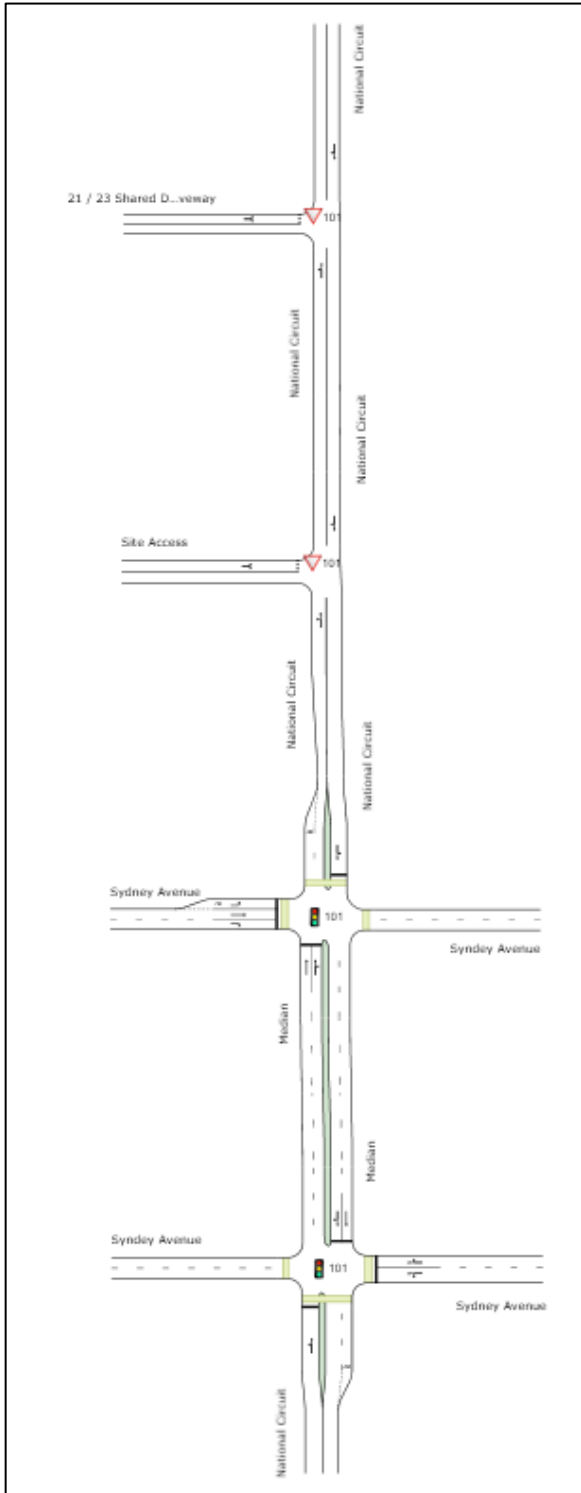 National Circuit
21 / 23 Shared D...veway
101
National Circuit
National Circuit
Site Access
101
National Circuit
National Circuit
Sydney Avenue
101
Syndey Avenue
Median
Median
Syndey Avenue
101
Sydney Avenue
National Circuit